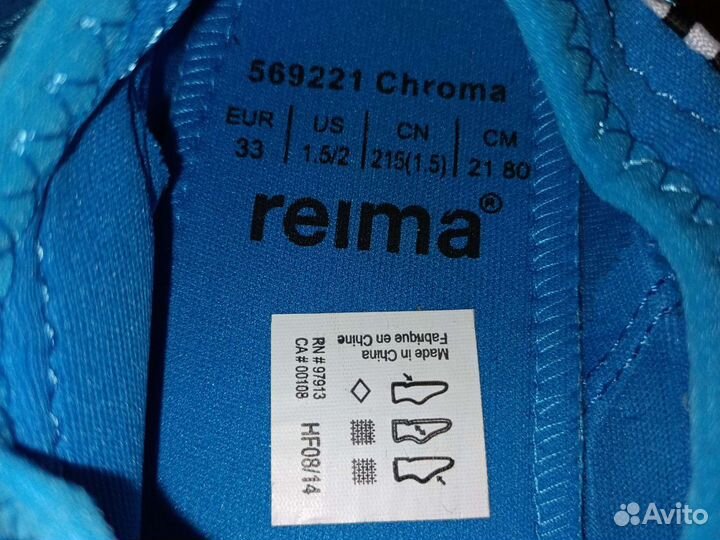 569221 Chroma
EUR US CN CM
33 1.5/2 215(1.5) 21 80
reima®
Made in China
Fabriqué en Chine
RN # 97913
CA # 00108
HF08/14
Avito